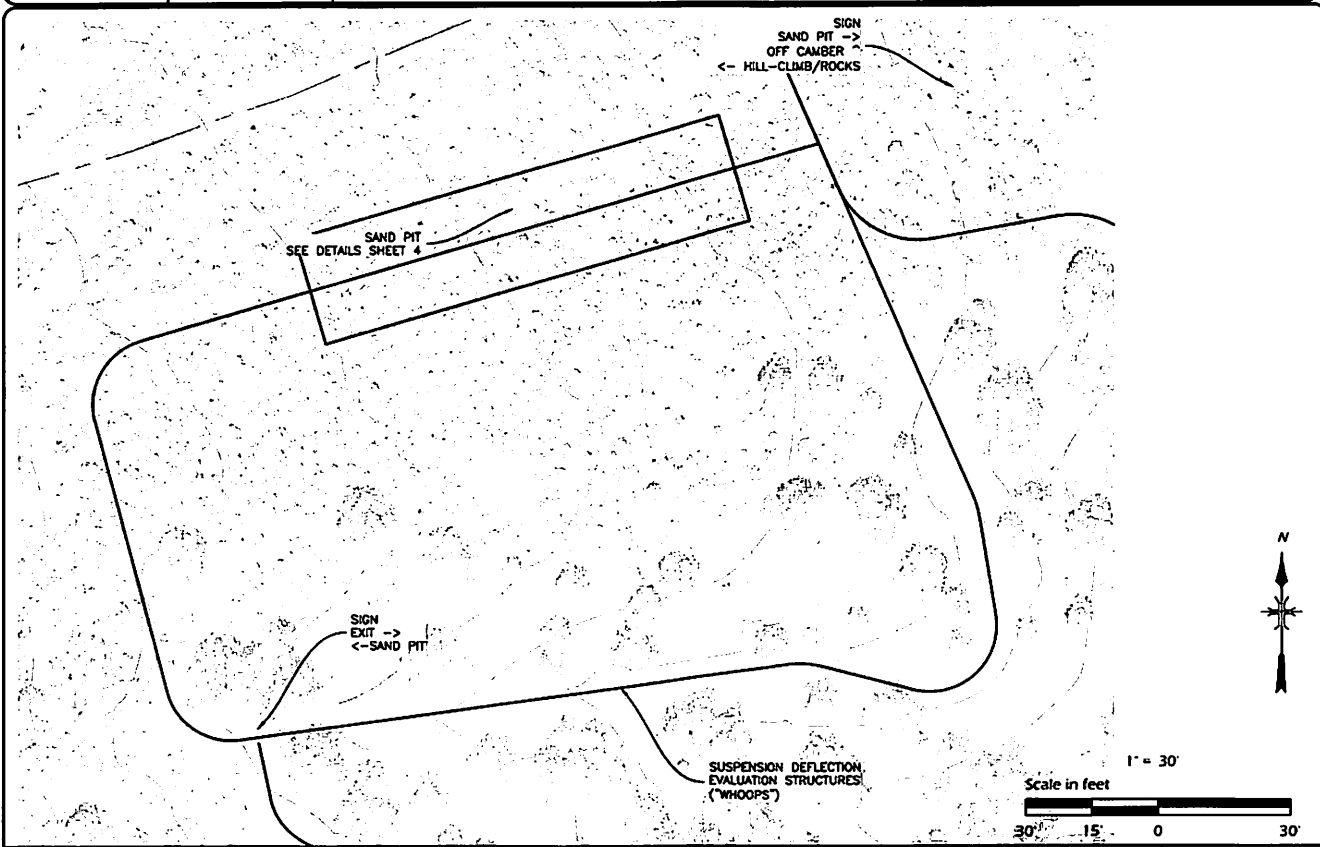 SIGN
SAND PIT ->
OFF CAMBER ^
<- HILL-CLIMB/ROCKS
SAND PIT
SEE DETAILS SHEET 4
SIGN
EXIT ->
<-SAND PIT
SUSPENSION DEFLECTION
EVALUATION STRUCTURES
("WHOOPS")
N
1" = 30'
Scale in feet
30' 15' 0 30'